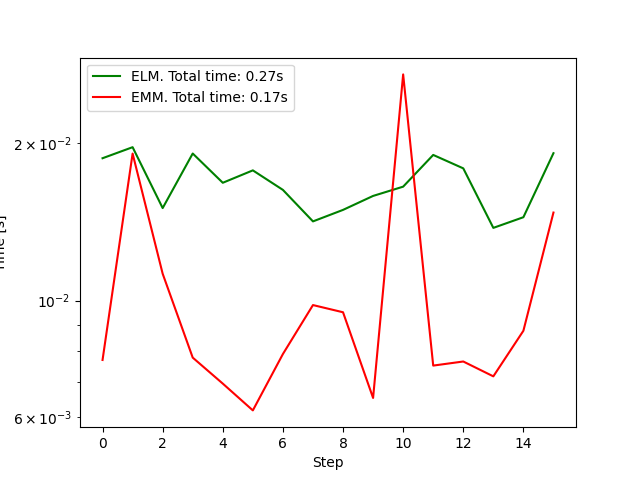 ELM. Total time: 0.27s
EMM. Total time: 0.17s
2 × 10⁻²
10⁻²
6 × 10⁻³
Time [s]
0 2 4 6 8 10 12 14
Step